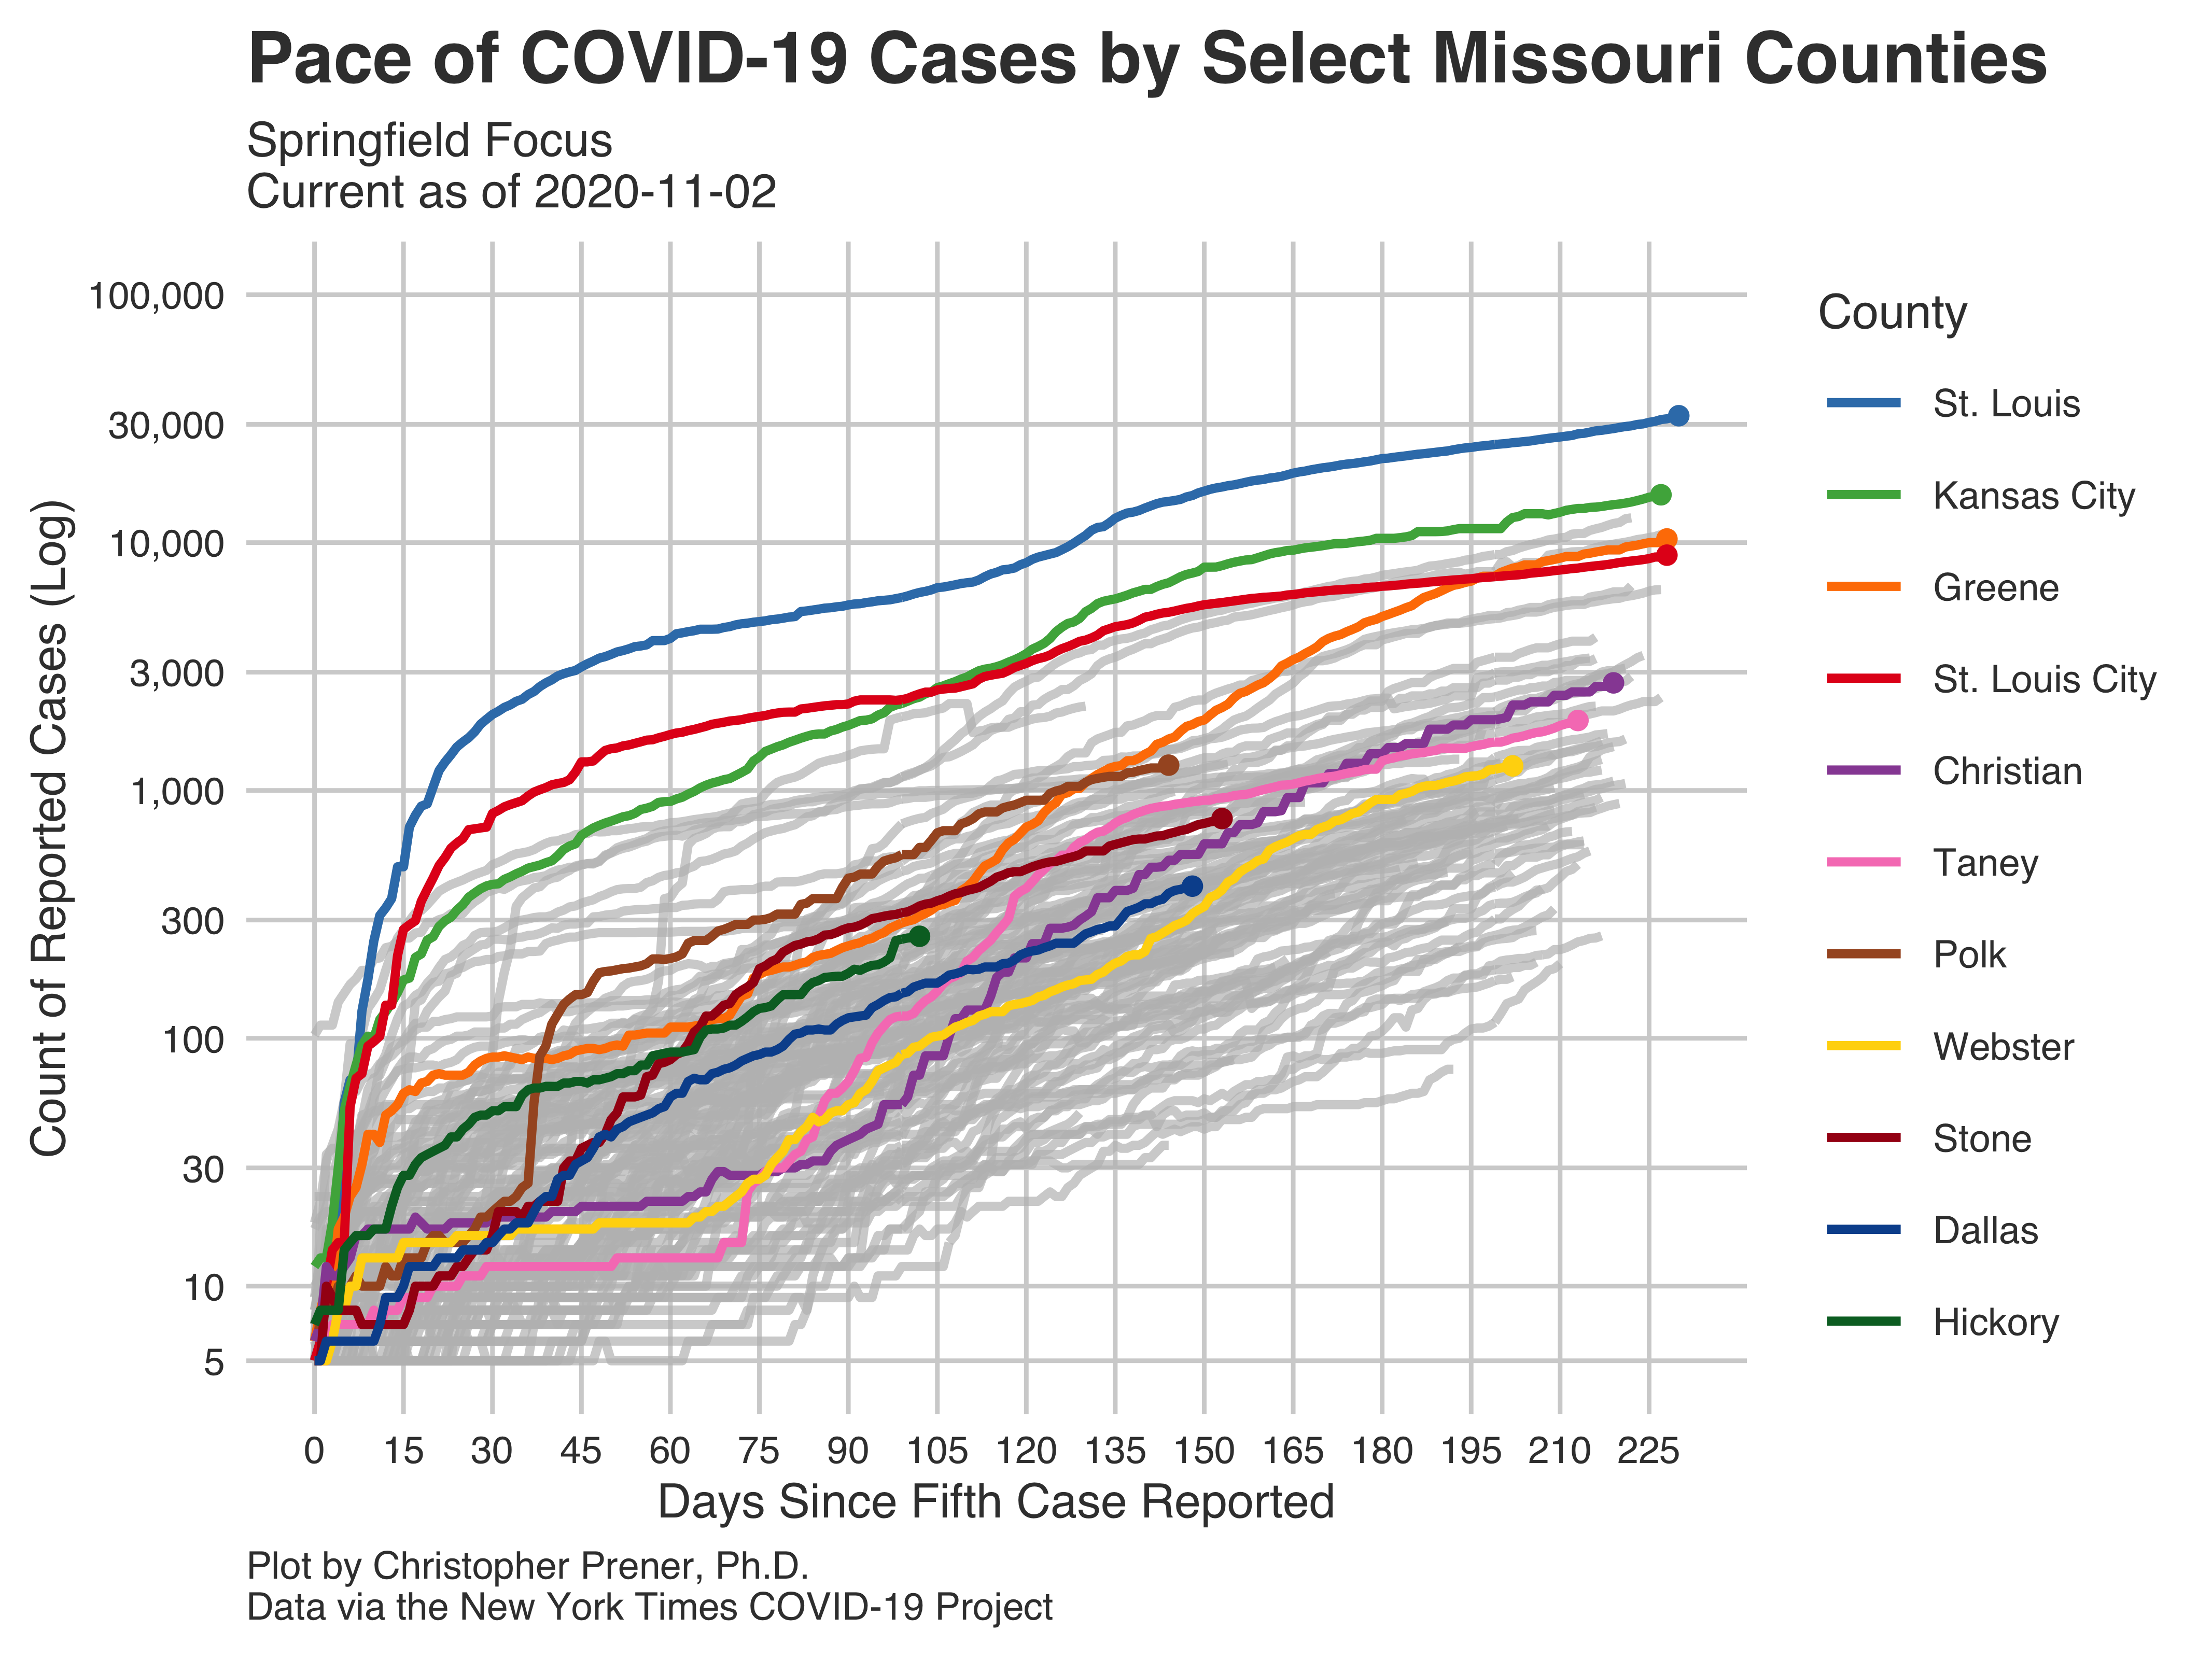 Pace of COVID-19 Cases by Select Missouri Counties
Springfield Focus
Current as of 2020-11-02
Count of Reported Cases (Log)
100,000
30,000
10,000
3,000
1,000
300
100
30
10
5
0 15 30 45 60 75 90 105 120 135 150 165 180 195 210 225
Days Since Fifth Case Reported
County
St. Louis
Kansas City
Greene
St. Louis City
Christian
Taney
Polk
Webster
Stone
Dallas
Hickory
Plot by Christopher Prener, Ph.D.
Data via the New York Times COVID-19 Project